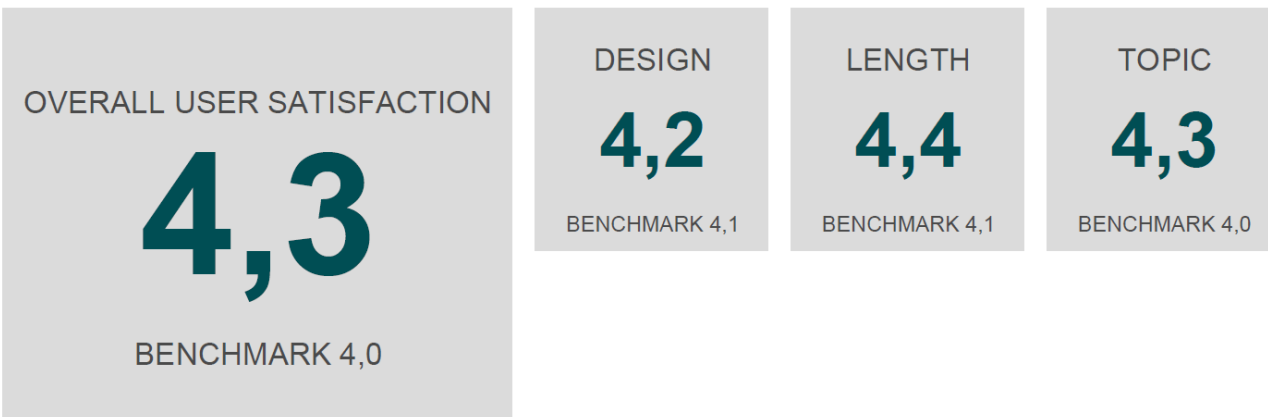 OVERALL USER SATISFACTION
4,3
BENCHMARK 4,0
DESIGN
4,2
BENCHMARK 4,1
LENGTH
4,4
BENCHMARK 4,1
TOPIC
4,3
BENCHMARK 4,0